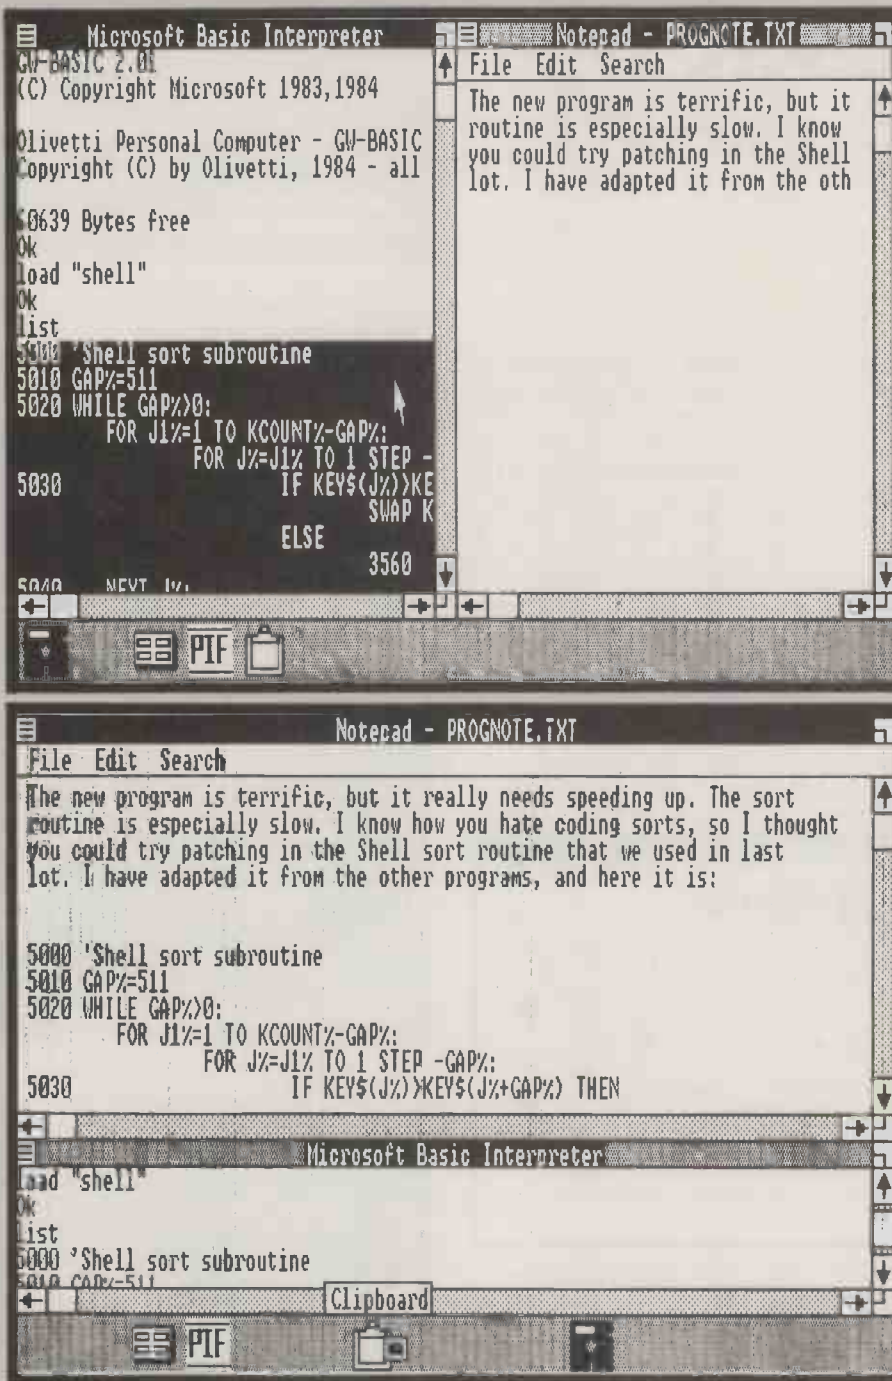 Microsoft Basic Interpreter
GW-BASIC 2.01
(C) Copyright Microsoft 1983,1984
Olivetti Personal Computer - GW-BASIC
Copyright (C) by Olivetti, 1984 - all
60639 Bytes free
Ok
load "shell"
Ok
list
5000 'Shell sort subroutine
5010 GAP%=511
5020 WHILE GAP%>0:
FOR J1%=1 TO KCOUNT%-GAP%:
FOR J%=J1% TO 1 STEP -
5030 IF KEY$(J%)>KE
SWAP K
ELSE
3560
5040 NEXT J%:
Notepad - PROGNOTE.TXT
File Edit Search
The new program is terrific, but it
routine is especially slow. I know
you could try patching in the Shell
lot. I have adapted it from the oth
PIF
Notepad - PROGNOTE.TXT
File Edit Search
The new program is terrific, but it really needs speeding up. The sort
routine is especially slow. I know how you hate coding sorts, so I thought
you could try patching in the Shell sort routine that we used in last
lot. I have adapted it from the other programs, and here it is:
5000 'Shell sort subroutine
5010 GAP%=511
5020 WHILE GAP%>0:
FOR J1%=1 TO KCOUNT%-GAP%:
FOR J%=J1% TO 1 STEP -GAP%:
5030 IF KEY$(J%)>KEY$(J%+GAP%) THEN
Microsoft Basic Interpreter
load "shell"
Ok
list
5000 'Shell sort subroutine
5010 GAP%=511
Clipboard
PIF